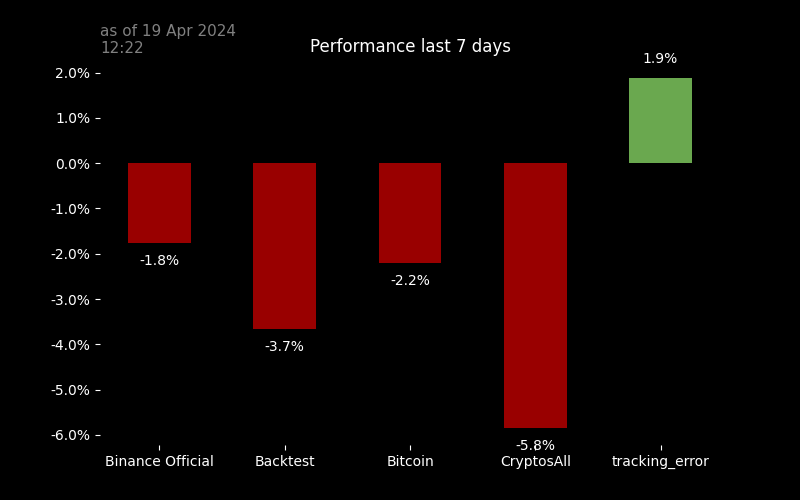 as of 19 Apr 2024
12:22
Performance last 7 days
1.9%
2.0%
1.0%
0.0%
-1.0%
-2.0%
-3.0%
-4.0%
-5.0%
-6.0%
-1.8%
-3.7%
-2.2%
-5.8%
Binance Official
Backtest
Bitcoin
CryptosAll
tracking_error